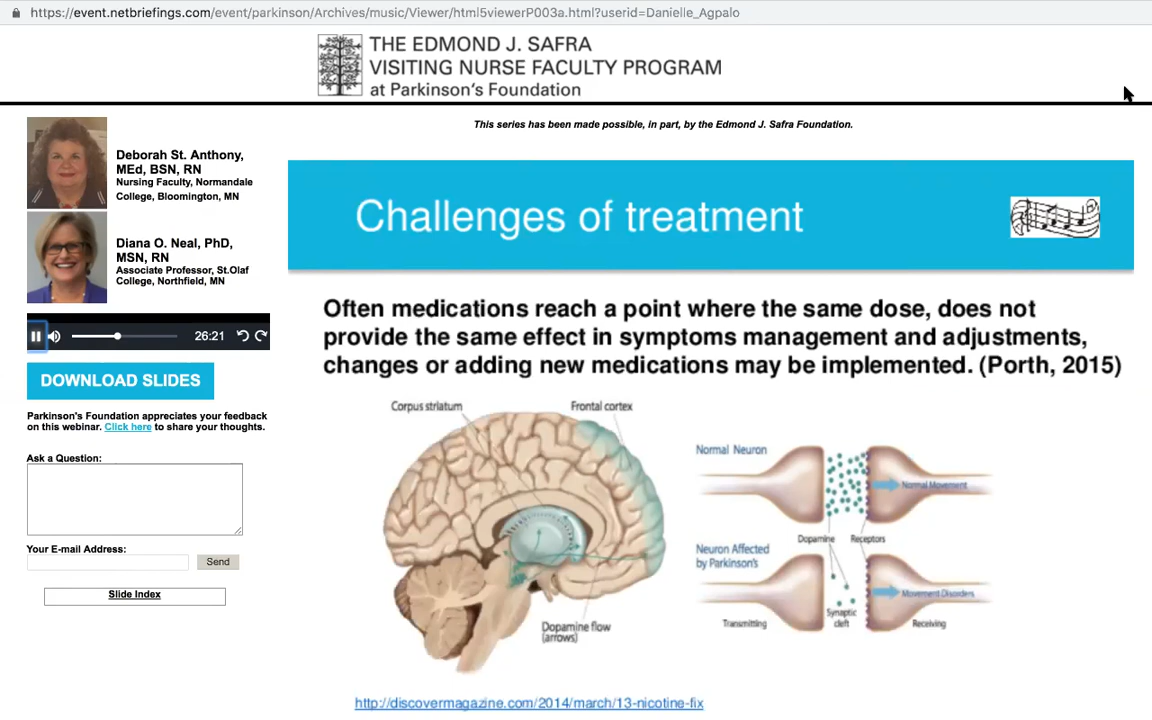 https://event.netbriefings.com/event/parkinson/Archives/music/Viewer/html5viewerP003a.html?userid=Danielle_Agpalo
THE EDMOND J. SAFRA
VISITING NURSE FACULTY PROGRAM
at Parkinson's Foundation
This series has been made possible, in part, by the Edmond J. Safra Foundation.
Deborah St. Anthony,
MEd, BSN, RN
Nursing Faculty, Normandale
College, Bloomington, MN
Diana O. Neal, PhD,
MSN, RN
Associate Professor, St.Olaf
College, Northfield, MN
26:21
DOWNLOAD SLIDES
Parkinson's Foundation appreciates your feedback
on this webinar. Click here to share your thoughts.
Ask a Question:
Your E-mail Address:
Send
Slide Index
Challenges of treatment
Often medications reach a point where the same dose, does not
provide the same effect in symptoms management and adjustments,
changes or adding new medications may be implemented. (Porth, 2015)
Corpus striatum
Frontal cortex
Dopamine flow
(arrows)
Normal Neuron
Normal Movement
Dopamine
Receptors
Neuron Affected
by Parkinson's
Movement Disorders
Synaptic
cleft
Transmitting
Receiving
http://discovermagazine.com/2014/march/13-nicotine-fix